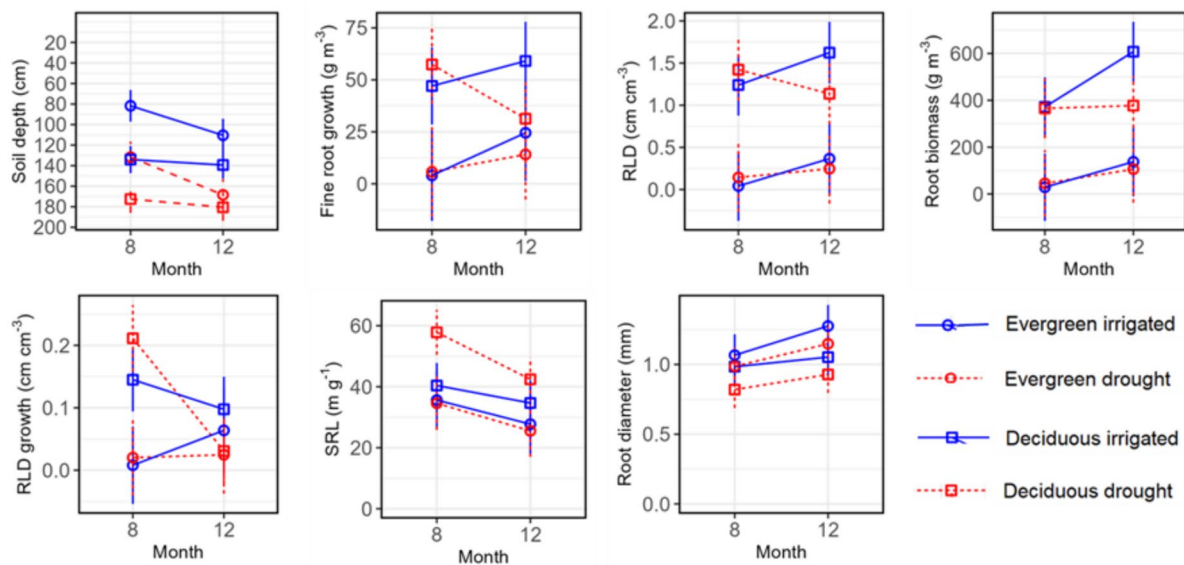 Soil depth (cm)
20
40
60
80
100
120
140
160
180
200
8 12
Month
Fine root growth (g m⁻³)
75
50
25
0
8 12
Month
RLD (cm cm⁻³)
2.0
1.5
1.0
0.5
0.0
8 12
Month
Root biomass (g m⁻³)
600
400
200
0
8 12
Month
RLD growth (cm cm⁻³)
0.2
0.1
0.0
8 12
Month
SRL (m g⁻¹)
60
40
20
0
8 12
Month
Root diameter (mm)
1.0
0.5
0.0
8 12
Month
Evergreen irrigated
Evergreen drought
Deciduous irrigated
Deciduous drought